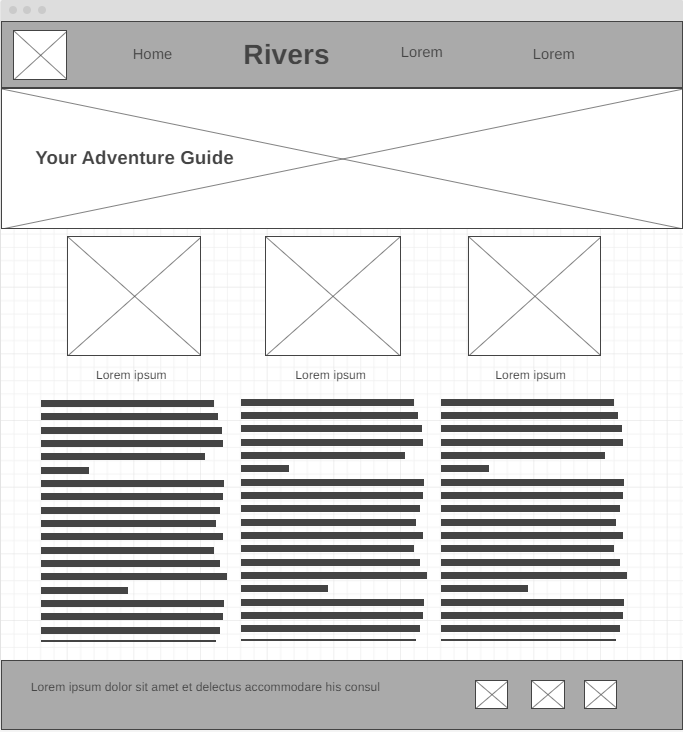 Home
Rivers
Lorem
Lorem
Your Adventure Guide
Lorem ipsum
Lorem ipsum
Lorem ipsum
Lorem ipsum dolor sit amet et delectus accommodare his consul